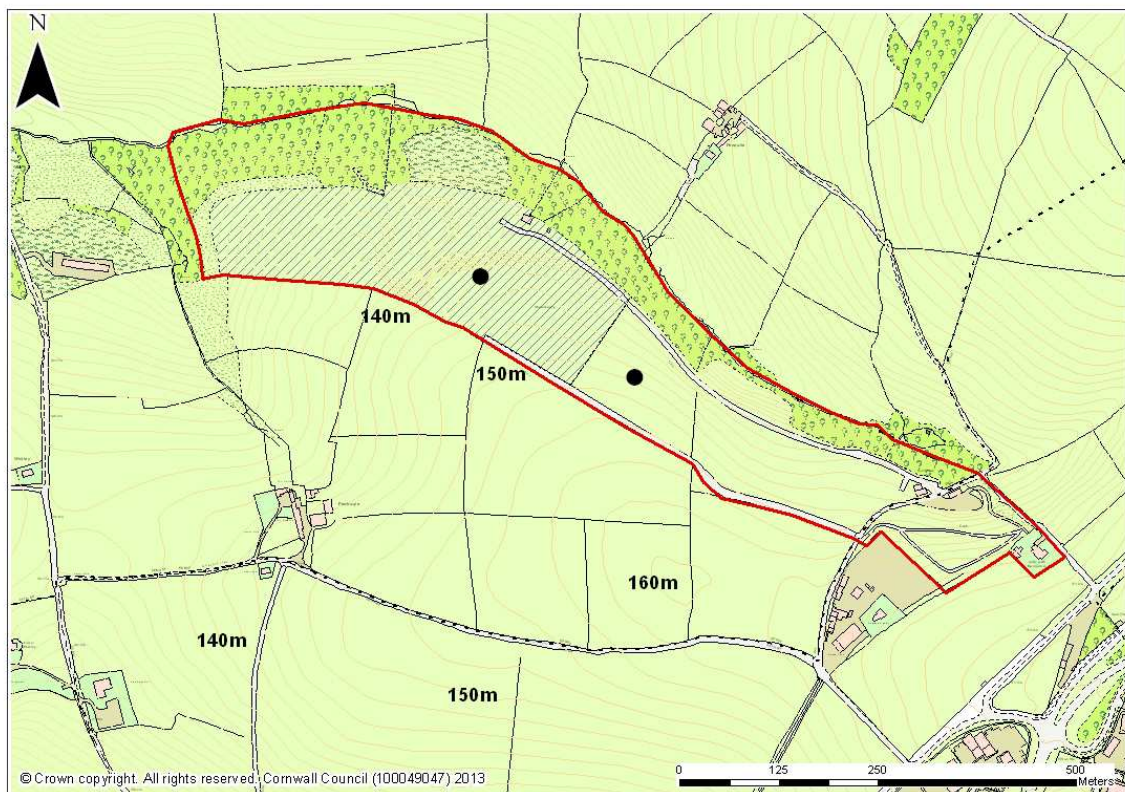 N
140m
150m
160m
140m
150m
© Crown copyright. All rights reserved. Cornwall Council (100049047) 2013
0 125 250 500
Meters